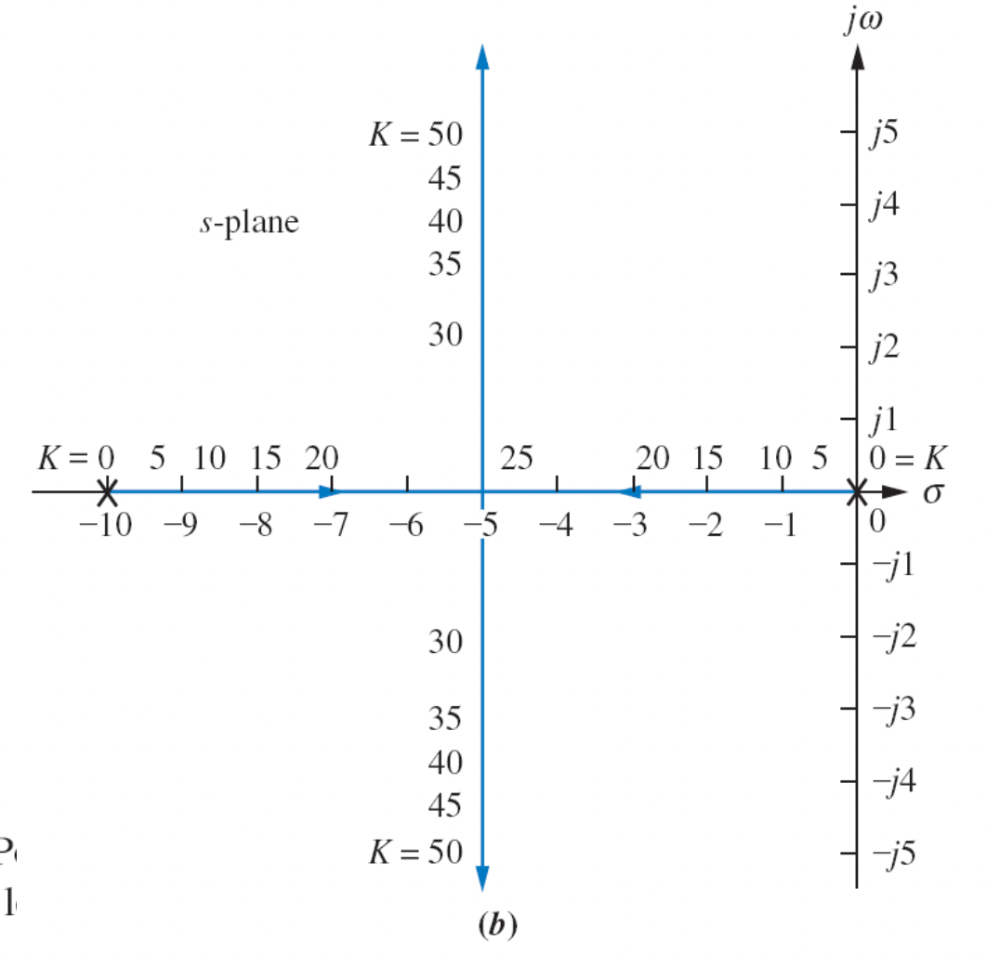 jω
K = 50
j5
45
j4
s-plane
40
35
j3
30
j2
j1
K = 0 5 10 15 20 25 20 15 10 5 0 = K
σ
−10 −9 −8 −7 −6 −5 −4 −3 −2 −1 0
−j1
30
−j2
35
−j3
40
−j4
45
K = 50
−j5
(b)